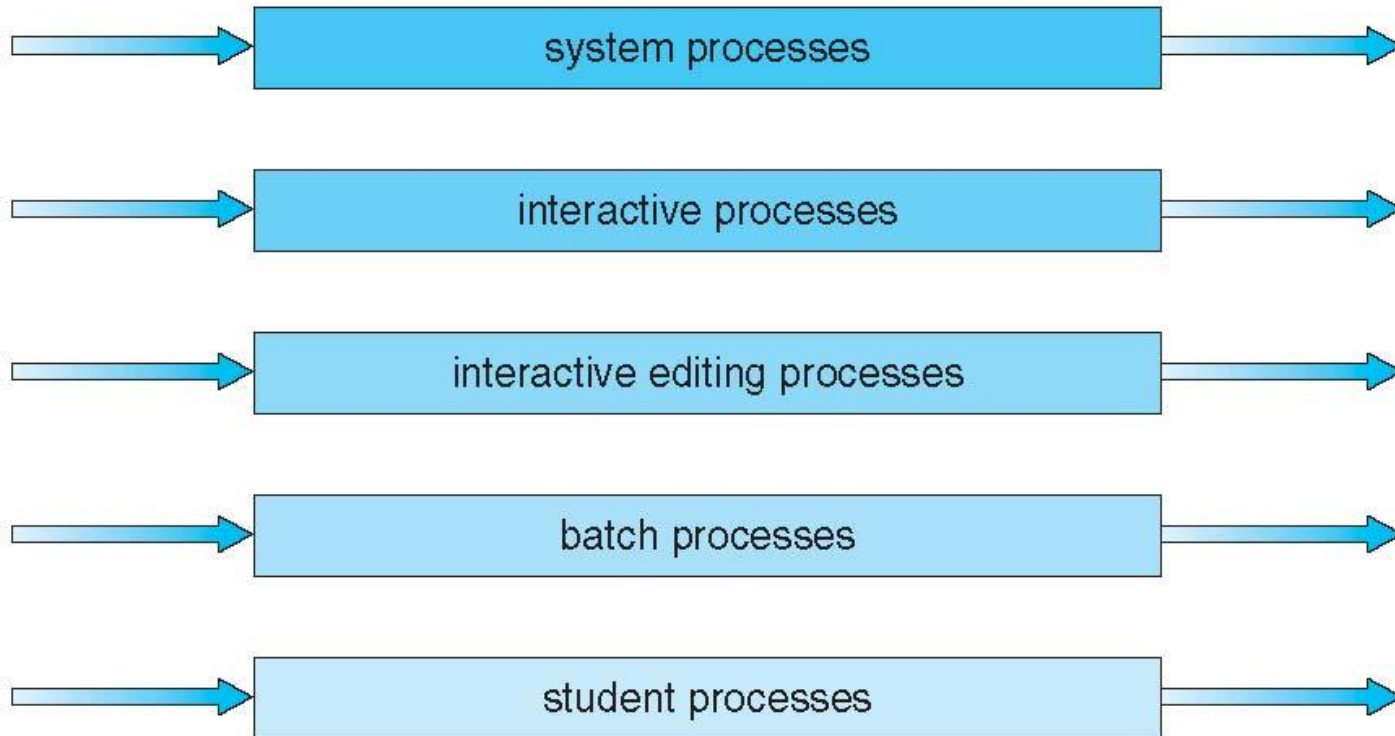 system processes
interactive processes
interactive editing processes
batch processes
student processes